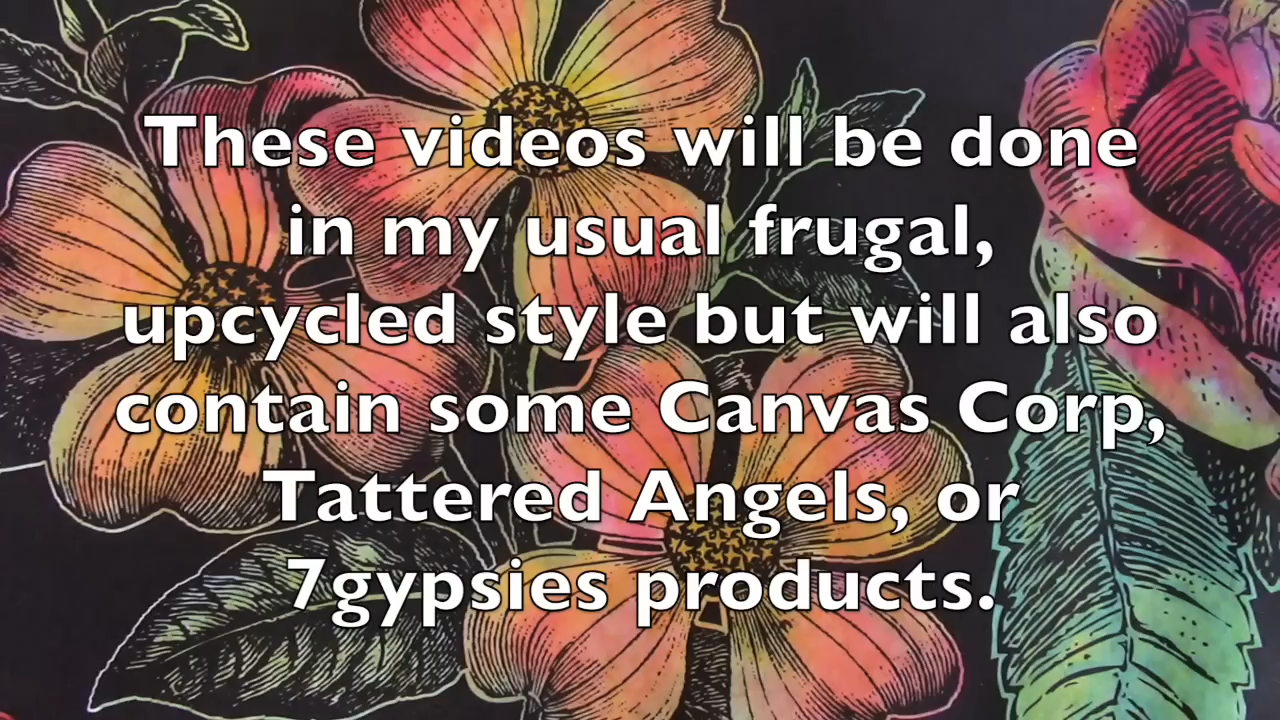 These videos will be done
in my usual frugal,
upcycled style but will also
contain some Canvas Corp,
Tattered Angels, or
7gypsies products.